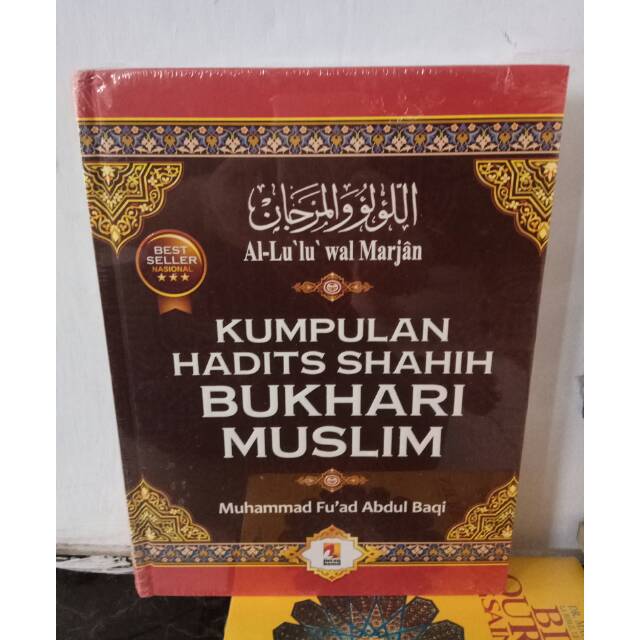 اللؤلؤ والمرجان
Al-Lu`lu` wal Marjân
BEST
SELLER
NASIONAL
KUMPULAN
HADITS SHAHIH
BUKHARI
MUSLIM
Muhammad Fu'ad Abdul Baqi